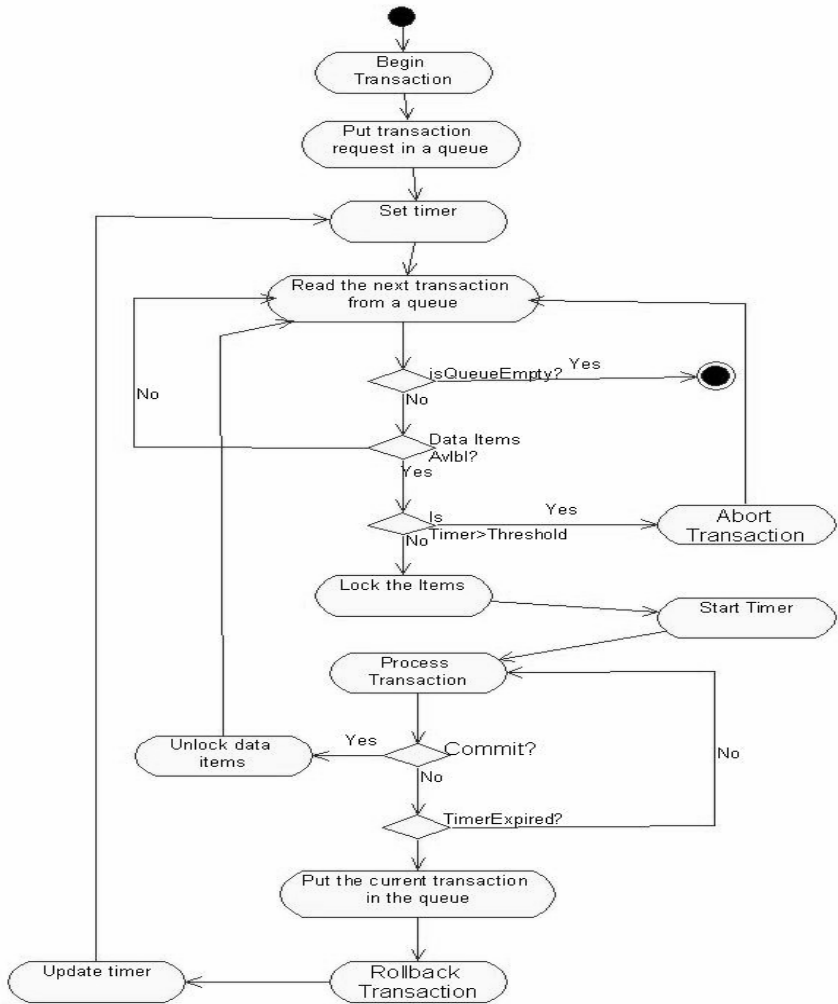 Begin
Transaction
Put transaction
request in a queue
Set timer
Read the next transaction
from a queue
isQueueEmpty?
Yes
No
No
Data Items
Avlbl?
Yes
Is
Timer>Threshold
Yes
No
Abort
Transaction
Lock the Items
Start Timer
Process
Transaction
Unlock data
items
Yes
Commit?
No
No
TimerExpired?
Put the current transaction
in the queue
Update timer
Rollback
Transaction